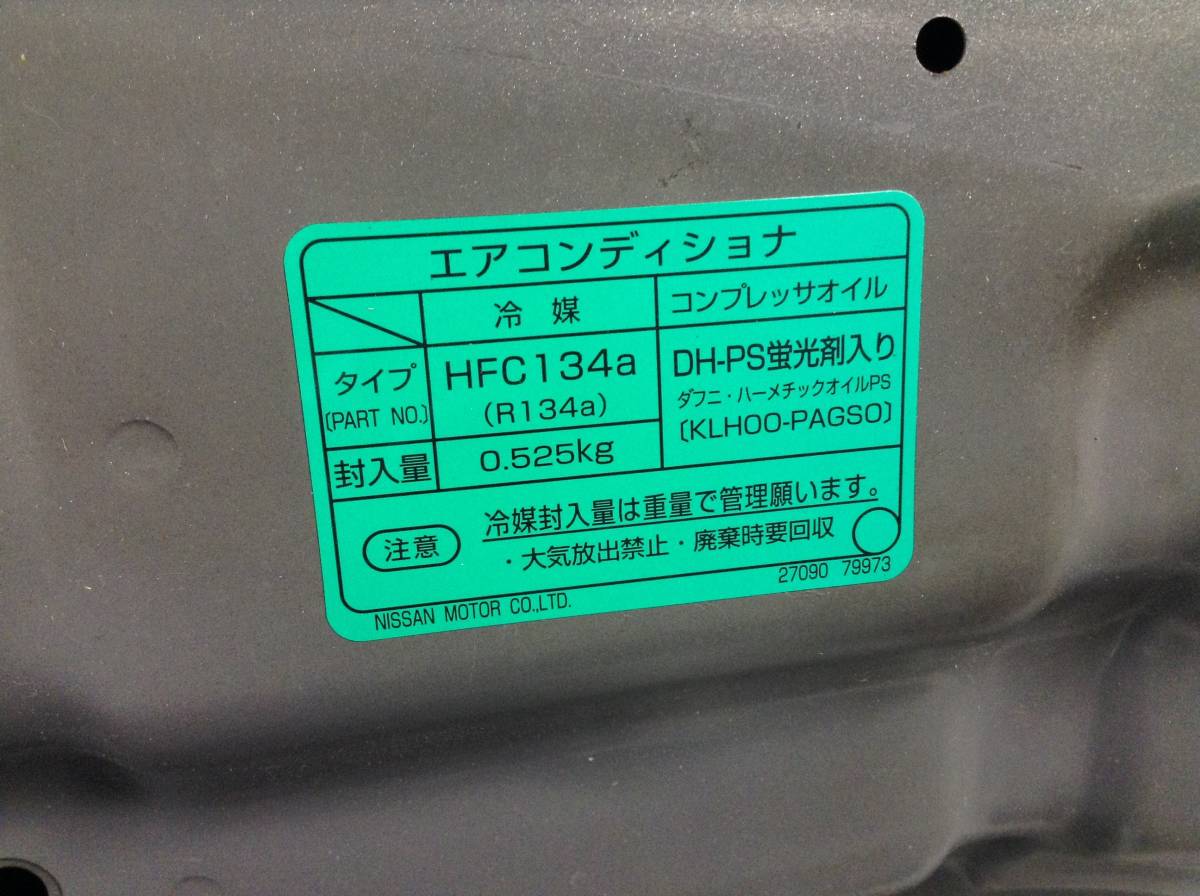 エアコンディショナ
冷 媒
コンプレッサオイル
タイプ
〔PART NO.〕
HFC134a
(R134a)
DH-PS蛍光剤入り
ダフニ・ハーメチックオイルPS
〔KLH00-PAGS0〕
封入量
0.525kg
注意
冷媒封入量は重量で管理願います。
・大気放出禁止・廃棄時要回収
27090 79973
NISSAN MOTOR CO.,LTD.